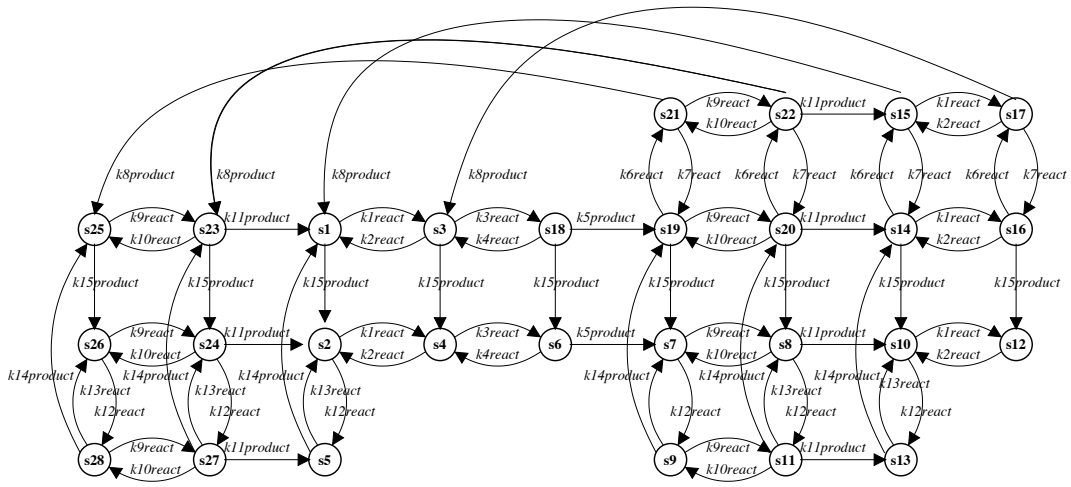 s21 k9react k10react s22 k11product s15 k1react k2react s17
k8product k8product k8product k8product k6react k7react k6react k7react k6react k7react k6react k7react
s25 k9react k10react s23 k11product s1 k1react k2react s3 k3react k4react s18 k5product s19 k9react k10react s20 k11product s14 k1react k2react s16
k15product k15product k15product k15product k15product k15product k15product k15product k15product
s26 k9react k10react s24 k11product s2 k1react k2react s4 k3react k4react s6 k5product s7 k9react k10react s8 k11product s10 k1react k2react s12
k14product k14product k14product k14product k14product k14product
k13react k13react k13react k13react k13react
k12react k12react k12react k12react k12react k12react
s28 k9react k10react s27 k11product s5 s9 k9react k10react s11 k11product s13